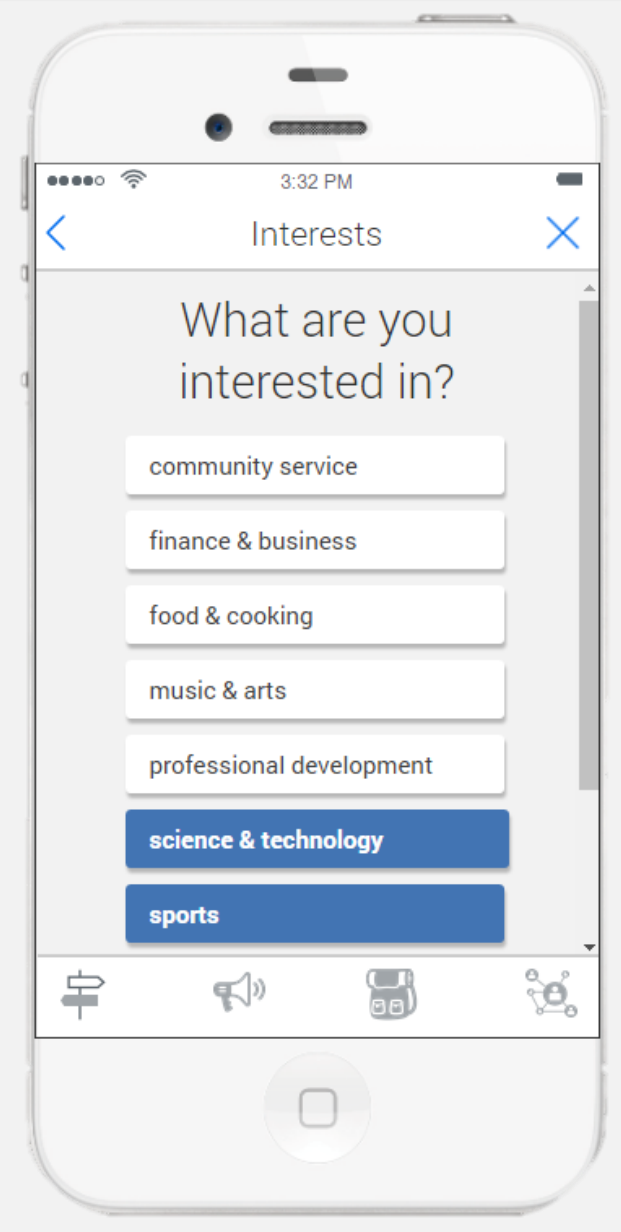 3:32 PM
Interests
What are you
interested in?
community service
finance & business
food & cooking
music & arts
professional development
science & technology
sports